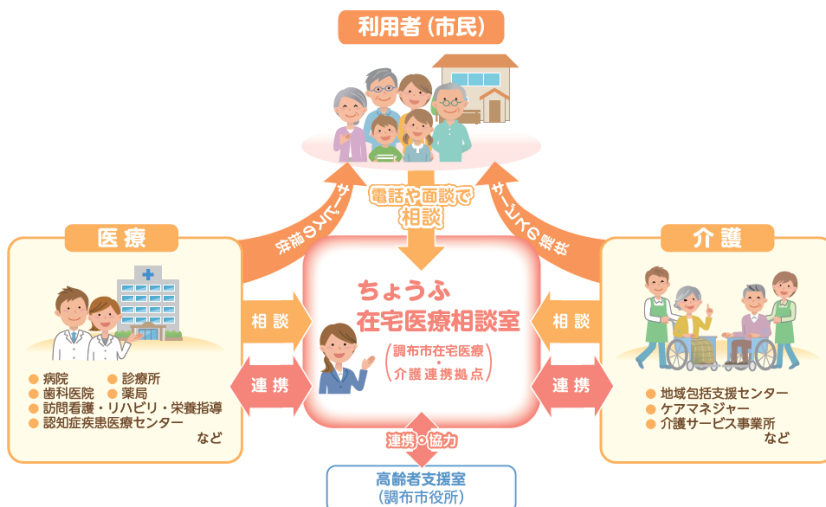 利用者（市民）
電話や面談で
相談
サービスの提供
サービスの提供
医療
相談
連携
● 病院 ● 診療所
● 歯科医院 ● 薬局
● 訪問看護・リハビリ・栄養指導
● 認知症疾患医療センター
など
ちょうふ
在宅医療相談室
（調布市在宅医療・
介護連携拠点）
介護
相談
連携
● 地域包括支援センター
● ケアマネジャー
● 介護サービス事業所
など
連携・協力
高齢者支援室
（調布市役所）